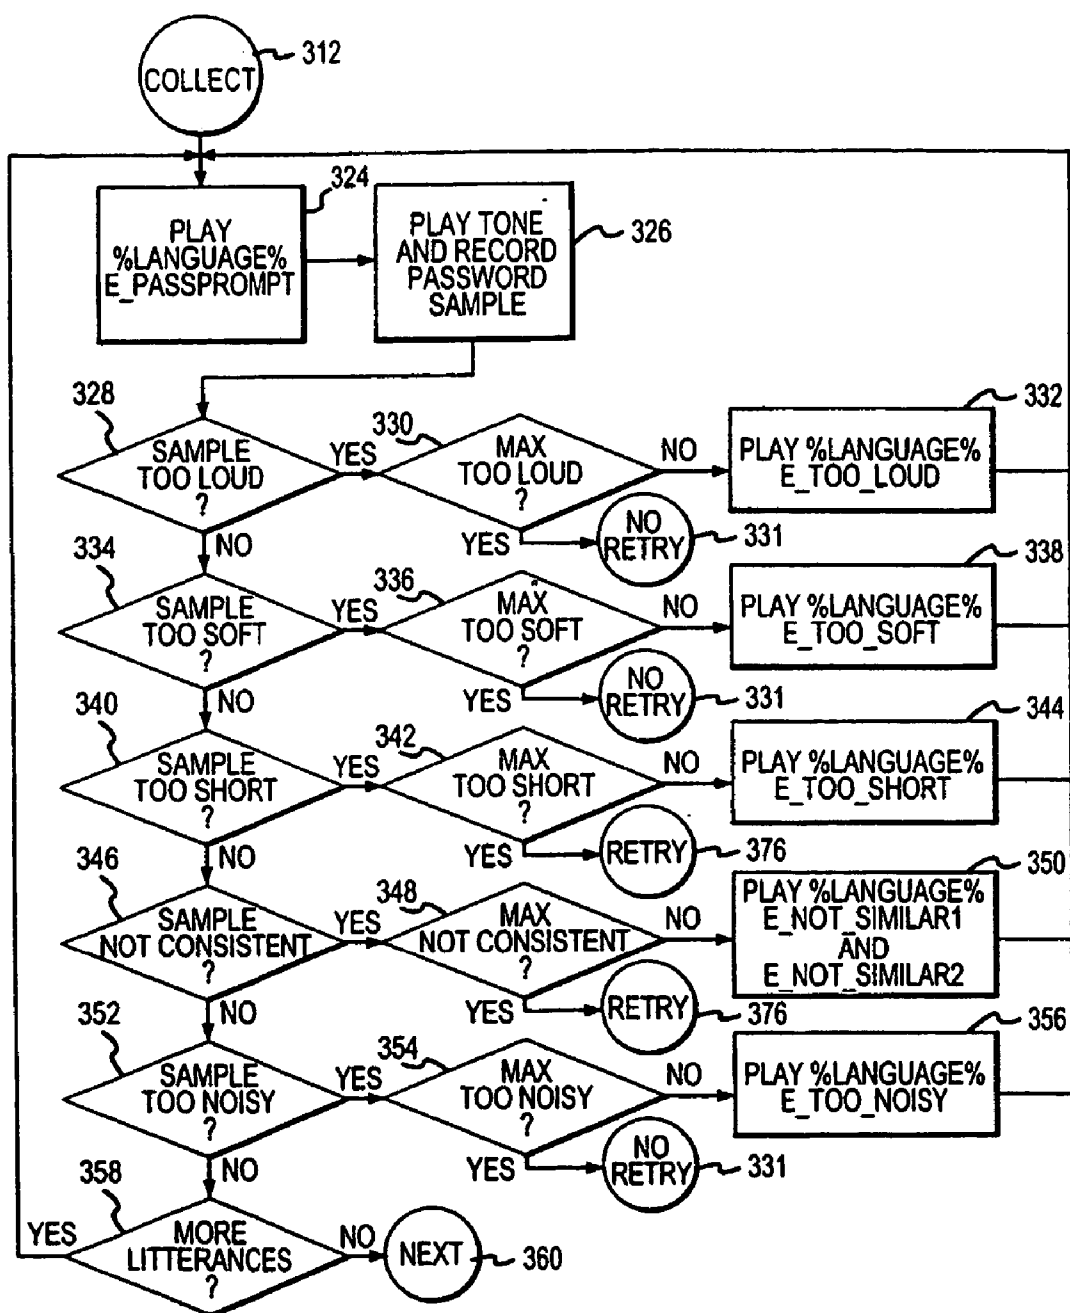 COLLECT
312
324
PLAY
%LANGUAGE%
E_PASSPROMPT
PLAY TONE
AND RECORD
PASSWORD
SAMPLE
326
328
SAMPLE
TOO LOUD
?
YES
330
MAX
TOO LOUD
?
NO
332
PLAY %LANGUAGE%
E_TOO_LOUD
NO
YES
NO
RETRY
331
334
SAMPLE
TOO SOFT
?
YES
336
MAX
TOO SOFT
?
NO
338
PLAY %LANGUAGE%
E_TOO_SOFT
NO
YES
NO
RETRY
331
340
SAMPLE
TOO SHORT
?
YES
342
MAX
TOO SHORT
?
NO
344
PLAY %LANGUAGE%
E_TOO_SHORT
NO
YES
RETRY
376
346
SAMPLE
NOT CONSISTENT
?
YES
348
MAX
NOT CONSISTENT
?
NO
350
PLAY %LANGUAGE%
E_NOT_SIMILAR1
AND
E_NOT_SIMILAR2
NO
YES
RETRY
376
352
SAMPLE
TOO NOISY
?
YES
354
MAX
TOO NOISY
?
NO
356
PLAY %LANGUAGE%
E_TOO_NOISY
NO
YES
NO
RETRY
331
358
YES
MORE
LITTERANCES
?
NO
NEXT
360